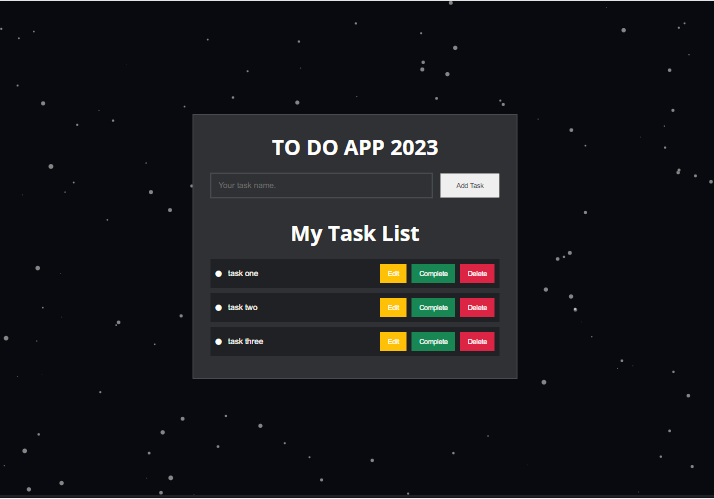 TO DO APP 2023
Your task name.
Add Task
My Task List
task one Edit Complete Delete
task two Edit Complete Delete
task three Edit Complete Delete